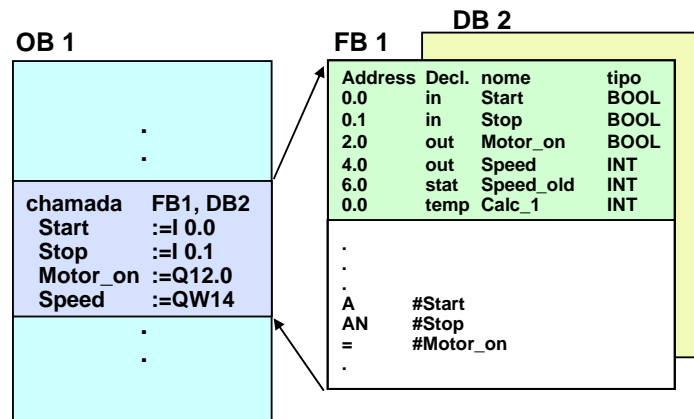 OB 1
.
.
chamada FB1, DB2
Start :=I 0.0
Stop :=I 0.1
Motor_on :=Q12.0
Speed :=QW14
.
.
FB 1
DB 2
Address Decl. nome tipo
0.0 in Start BOOL
0.1 in Stop BOOL
2.0 out Motor_on BOOL
4.0 out Speed INT
6.0 stat Speed_old INT
0.0 temp Calc_1 INT
.
.
.
A #Start
AN #Stop
= #Motor_on
.